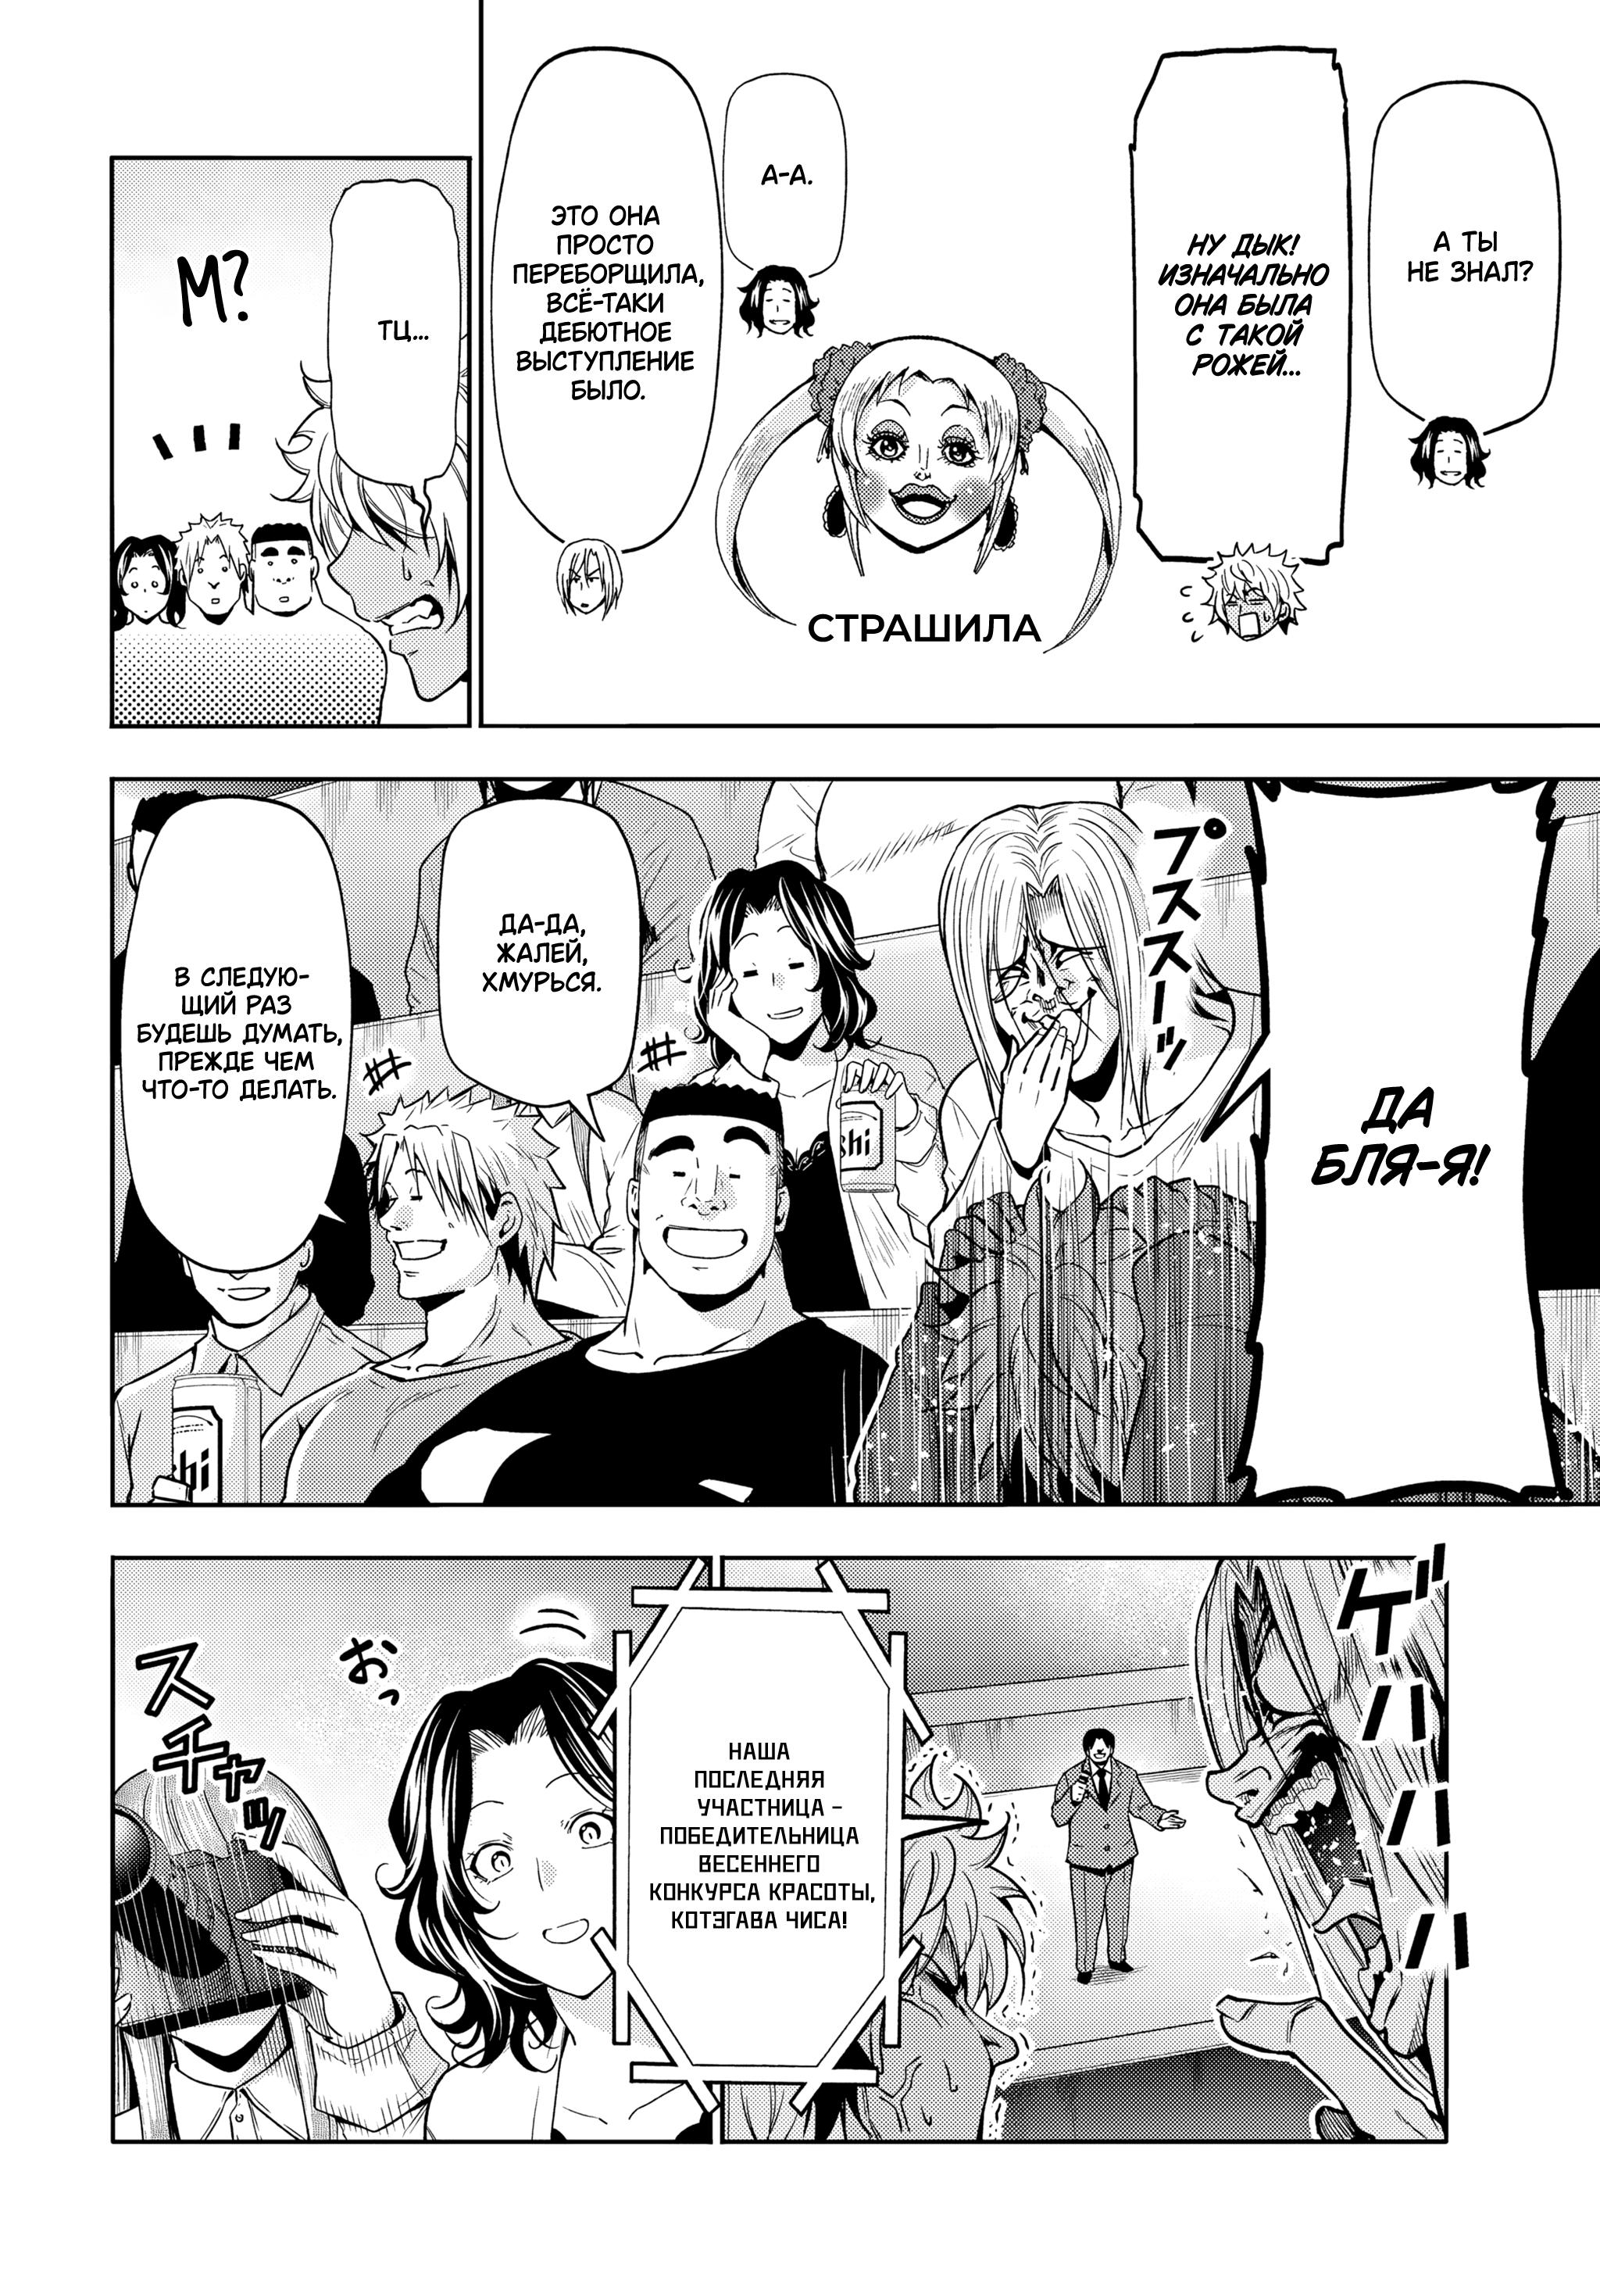 А ТЫ
НЕ ЗНАЛ?
НУ ДЫК!
ИЗНАЧАЛЬНО
ОНА БЫЛА
С ТАКОЙ
РОЖЕЙ...
СТРАШИЛА
А-А.
ЭТО ОНА
ПРОСТО
ПЕРЕБОРЩИЛА,
ВСЁ-ТАКИ
ДЕБЮТНОЕ
ВЫСТУПЛЕНИЕ
БЫЛО.
ТЦ...
М?
ДА
БЛЯ-Я!
プススーッ
ДА-ДА,
ЖАЛЕЙ,
ХМУРЬСЯ.
shi
В СЛЕДУЮ-
ЩИЙ РАЗ
БУДЕШЬ ДУМАТЬ,
ПРЕЖДЕ ЧЕМ
ЧТО-ТО ДЕЛАТЬ.
shi
ゲハハハハ
НАША
ПОСЛЕДНЯЯ
УЧАСТНИЦА –
ПОБЕДИТЕЛЬНИЦА
ВЕСЕННЕГО
КОНКУРСА КРАСОТЫ,
КОТЭГАВА ЧИСА!
おっ
スチャッ